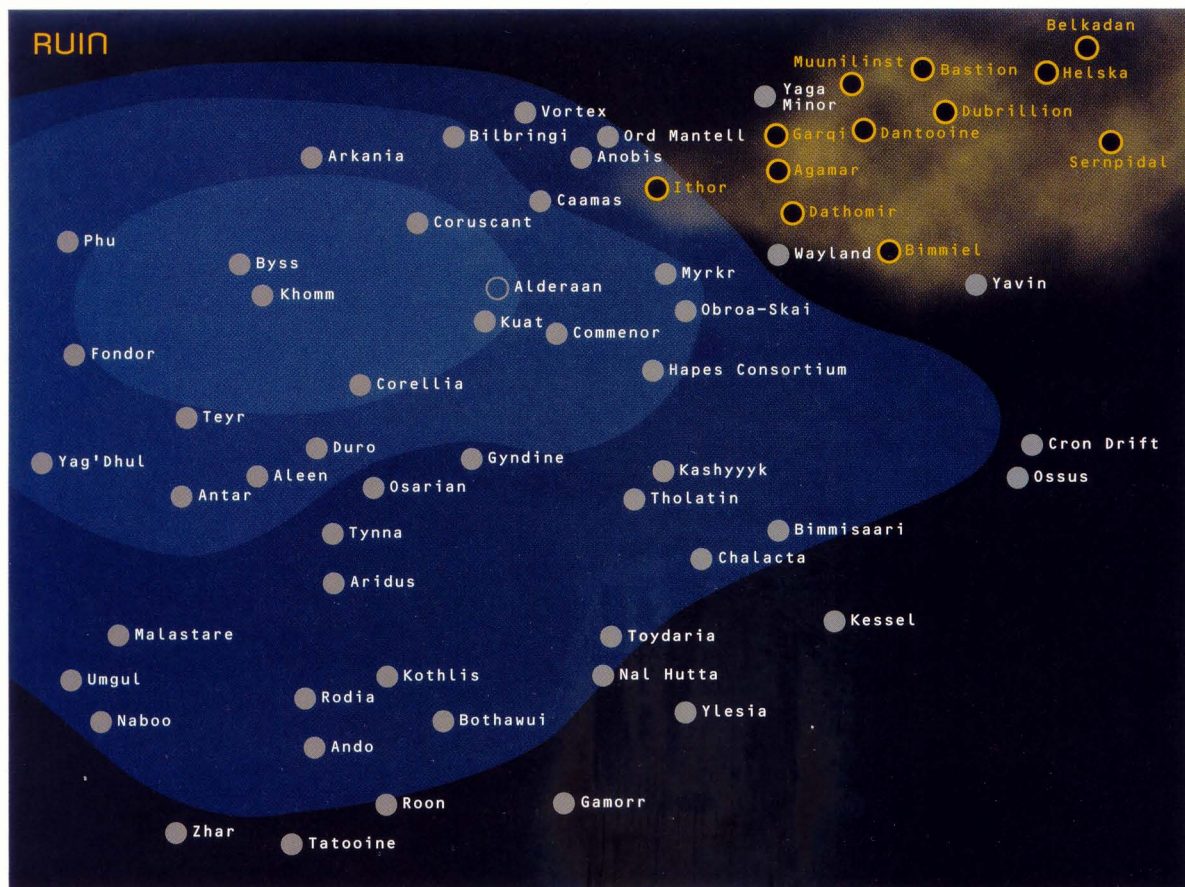 RUIN
Belkadan
Muunilinst
Bastion
Helska
Yaga
Minor
Vortex
Dubrillion
Bilbringi
Ord Mantell
Garqi
Dantooine
Arkania
Anobis
Sernpidal
Agamar
Ithor
Caamas
Dathomir
Coruscant
Phu
Wayland
Bimmiel
Byss
Myrkr
Khomm
Alderaan
Yavin
Obroa-Skai
Kuat
Commenor
Fondor
Hapes Consortium
Corellia
Teyr
Duro
Cron Drift
Yag'Dhul
Gyndine
Aleen
Kashyyyk
Ossus
Antar
Osarian
Tholatin
Tynna
Bimmisaari
Chalacta
Aridus
Kessel
Malastare
Toydaria
Umgul
Kothlis
Nal Hutta
Rodia
Ylesia
Naboo
Bothawui
Ando
Roon
Gamorr
Zhar
Tatooine